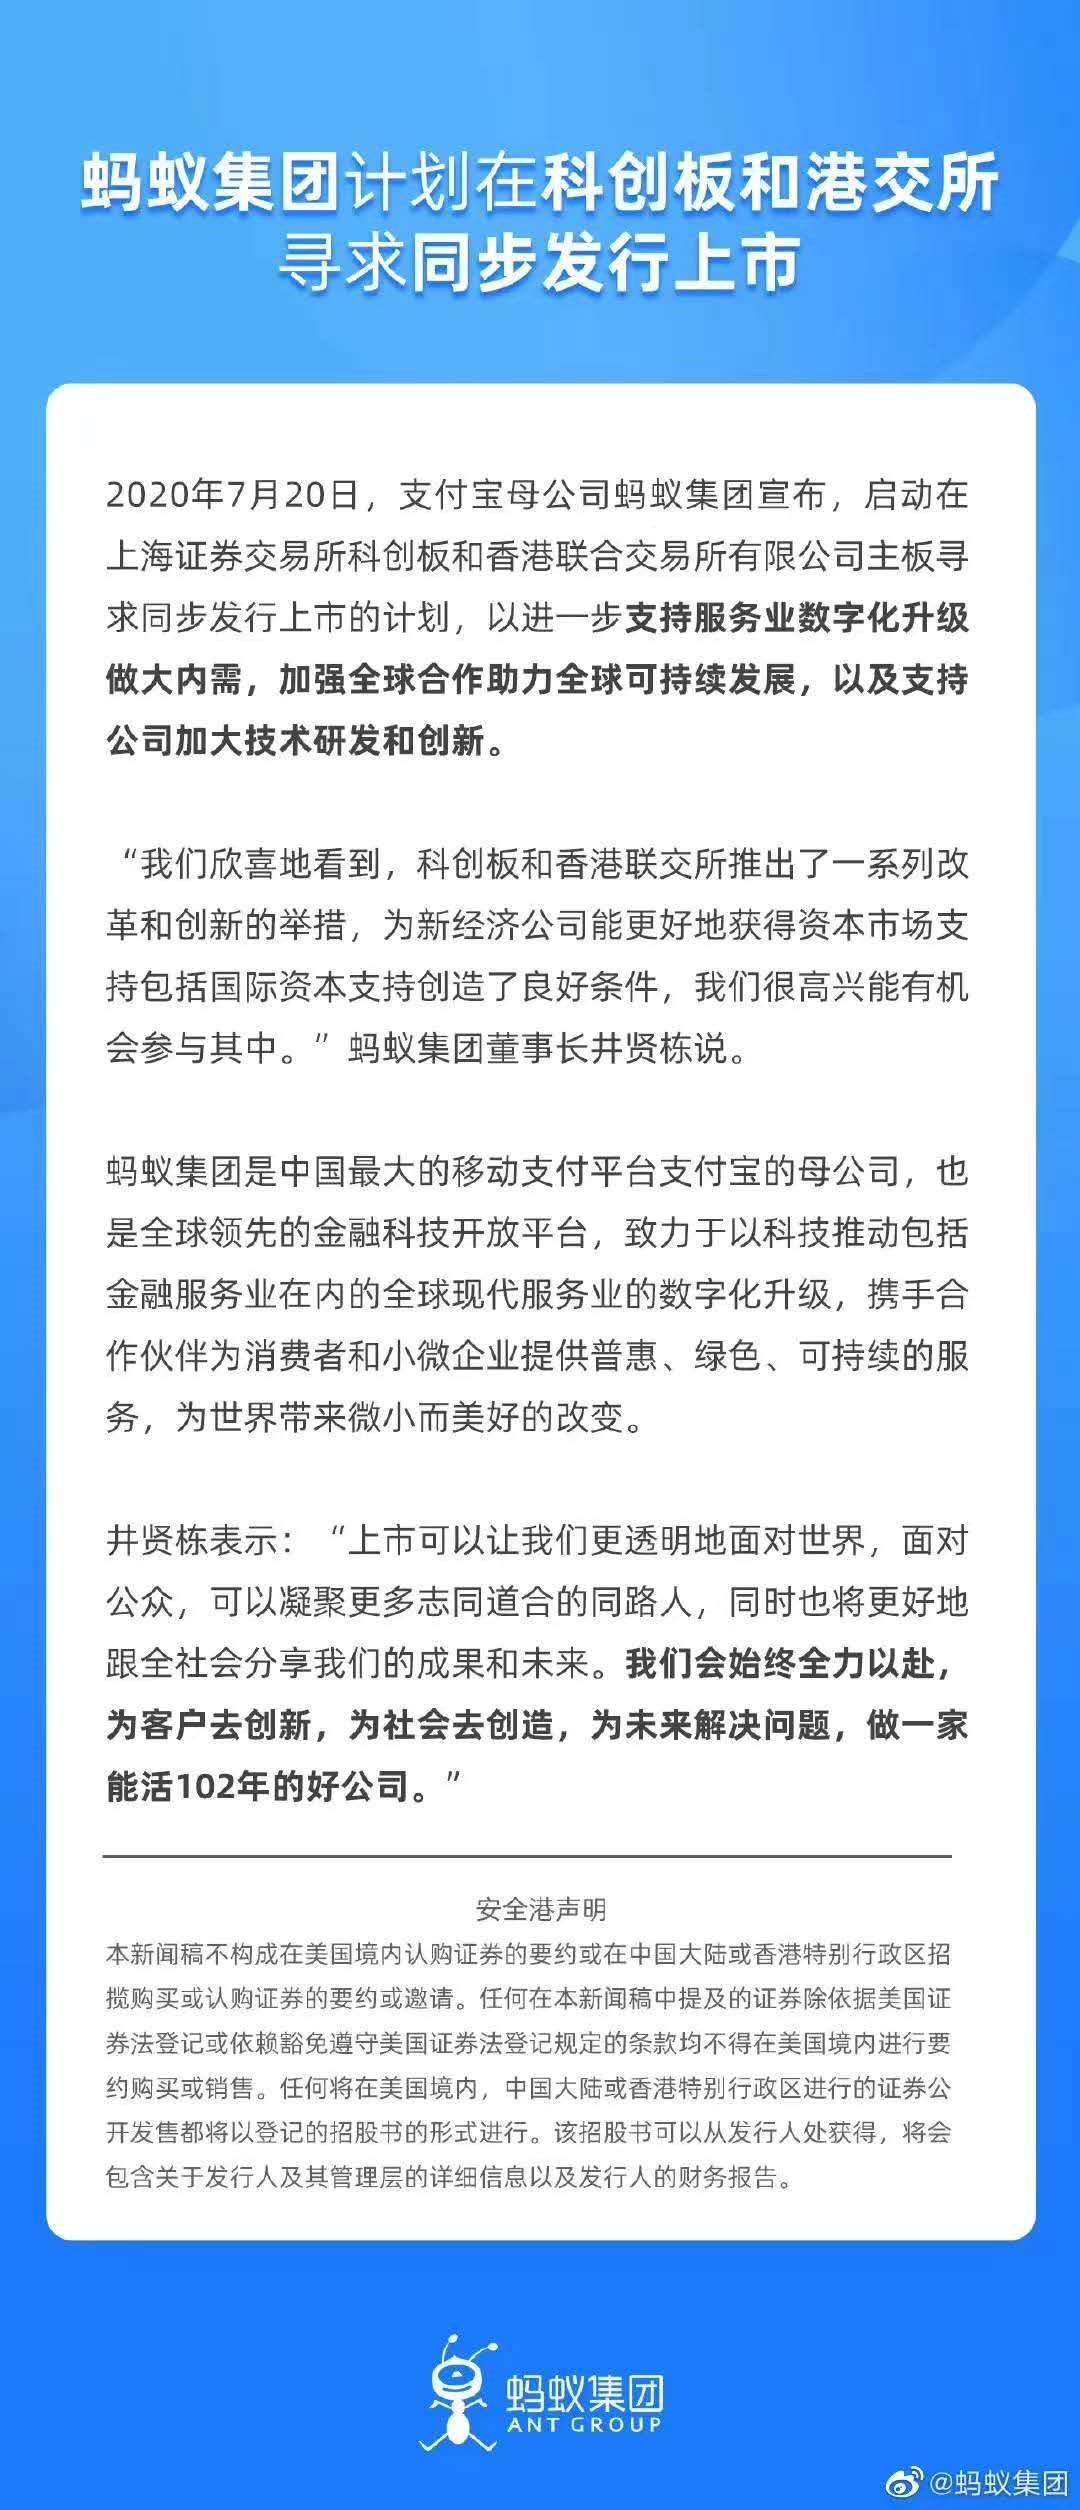 蚂蚁集团计划在科创板和港交所
寻求同步发行上市
2020年7月20日，支付宝母公司蚂蚁集团宣布，启动在
上海证券交易所科创板和香港联合交易所有限公司主板寻
求同步发行上市的计划，以进一步支持服务业数字化升级
做大内需，加强全球合作助力全球可持续发展，以及支持
公司加大技术研发和创新。
“我们欣喜地看到，科创板和香港联交所推出了一系列改
革和创新的举措，为新经济公司能更好地获得资本市场支
持包括国际资本支持创造了良好条件，我们很高兴能有机
会参与其中。”蚂蚁集团董事长井贤栋说。
蚂蚁集团是中国最大的移动支付平台支付宝的母公司，也
是全球领先的金融科技开放平台，致力于以科技推动包括
金融服务业在内的全球现代服务业的数字化升级，携手合
作伙伴为消费者和小微企业提供普惠、绿色、可持续的服
务，为世界带来微小而美好的改变。
井贤栋表示：“上市可以让我们更透明地面对世界，面对
公众，可以凝聚更多志同道合的同路人，同时也将更好地
跟全社会分享我们的成果和未来。我们会始终全力以赴，
为客户去创新，为社会去创造，为未来解决问题，做一家
能活102年的好公司。”
安全港声明
本新闻稿不构成在美国境内认购证券的要约或在中国大陆或香港特别行政区招
揽购买或认购证券的要约或邀请。任何在本新闻稿中提及的证券除依据美国证
券法登记或依赖豁免遵守美国证券法登记规定的条款均不得在美国境内进行要
约购买或销售。任何将在美国境内，中国大陆或香港特别行政区进行的证券公
开发售都将以登记的招股书的形式进行。该招股书可以从发行人处获得，将会
包含关于发行人及其管理层的详细信息以及发行人的财务报告。
蚂蚁集团
ANT GROUP
@蚂蚁集团